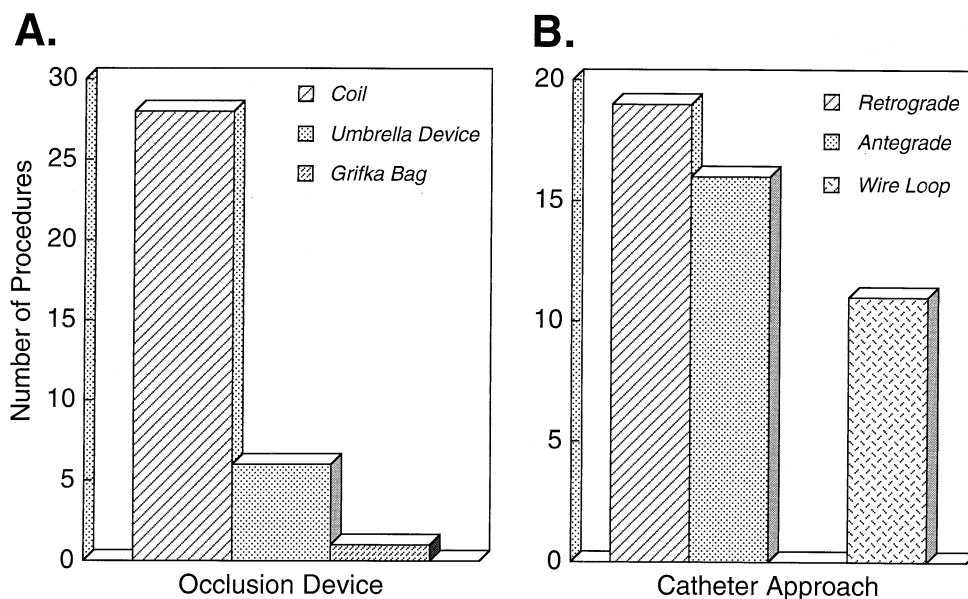 A.
30
25
20
15
10
5
0
Number of Procedures
Coil
Umbrella Device
Grifka Bag
Occlusion Device
B.
20
15
10
5
0
Retrograde
Antegrade
Wire Loop
Catheter Approach